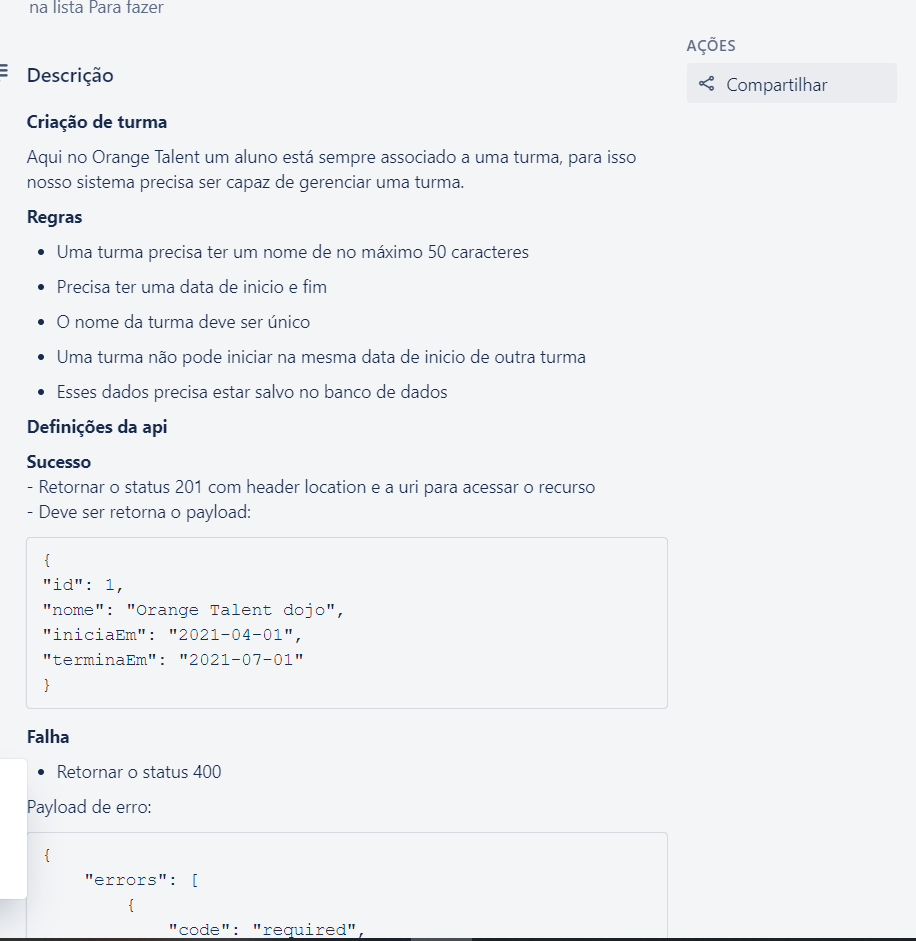 na lista Para fazer
AÇÕES
Compartilhar
Descrição
Criação de turma
Aqui no Orange Talent um aluno está sempre associado a uma turma, para isso
nosso sistema precisa ser capaz de gerenciar uma turma.
Regras
• Uma turma precisa ter um nome de no máximo 50 caracteres
• Precisa ter uma data de inicio e fim
• O nome da turma deve ser único
• Uma turma não pode iniciar na mesma data de inicio de outra turma
• Esses dados precisa estar salvo no banco de dados
Definições da api
Sucesso
- Retornar o status 201 com header location e a uri para acessar o recurso
- Deve ser retorna o payload:
{
"id": 1,
"nome": "Orange Talent dojo",
"iniciaEm": "2021-04-01",
"terminaEm": "2021-07-01"
}
Falha
• Retornar o status 400
Payload de erro:
{
    "errors": [
        {
            "code": "required",